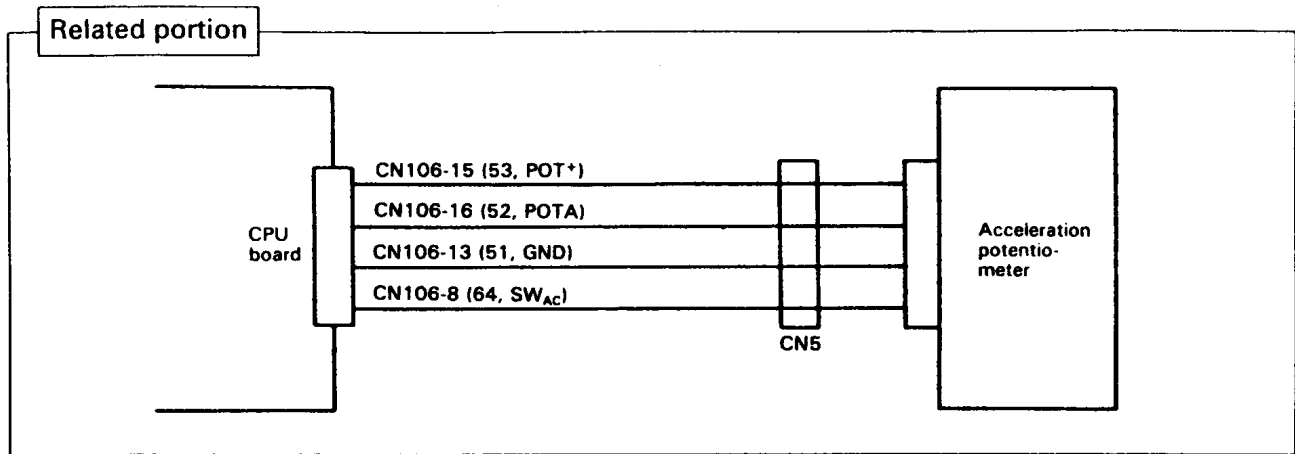 Related portion
CN106-15 (53, POT⁺)
CN106-16 (52, POTA)
CPU
board
CN106-13 (51, GND)
CN106-8 (64, SW_AC)
CN5
Acceleration
potentio-
meter